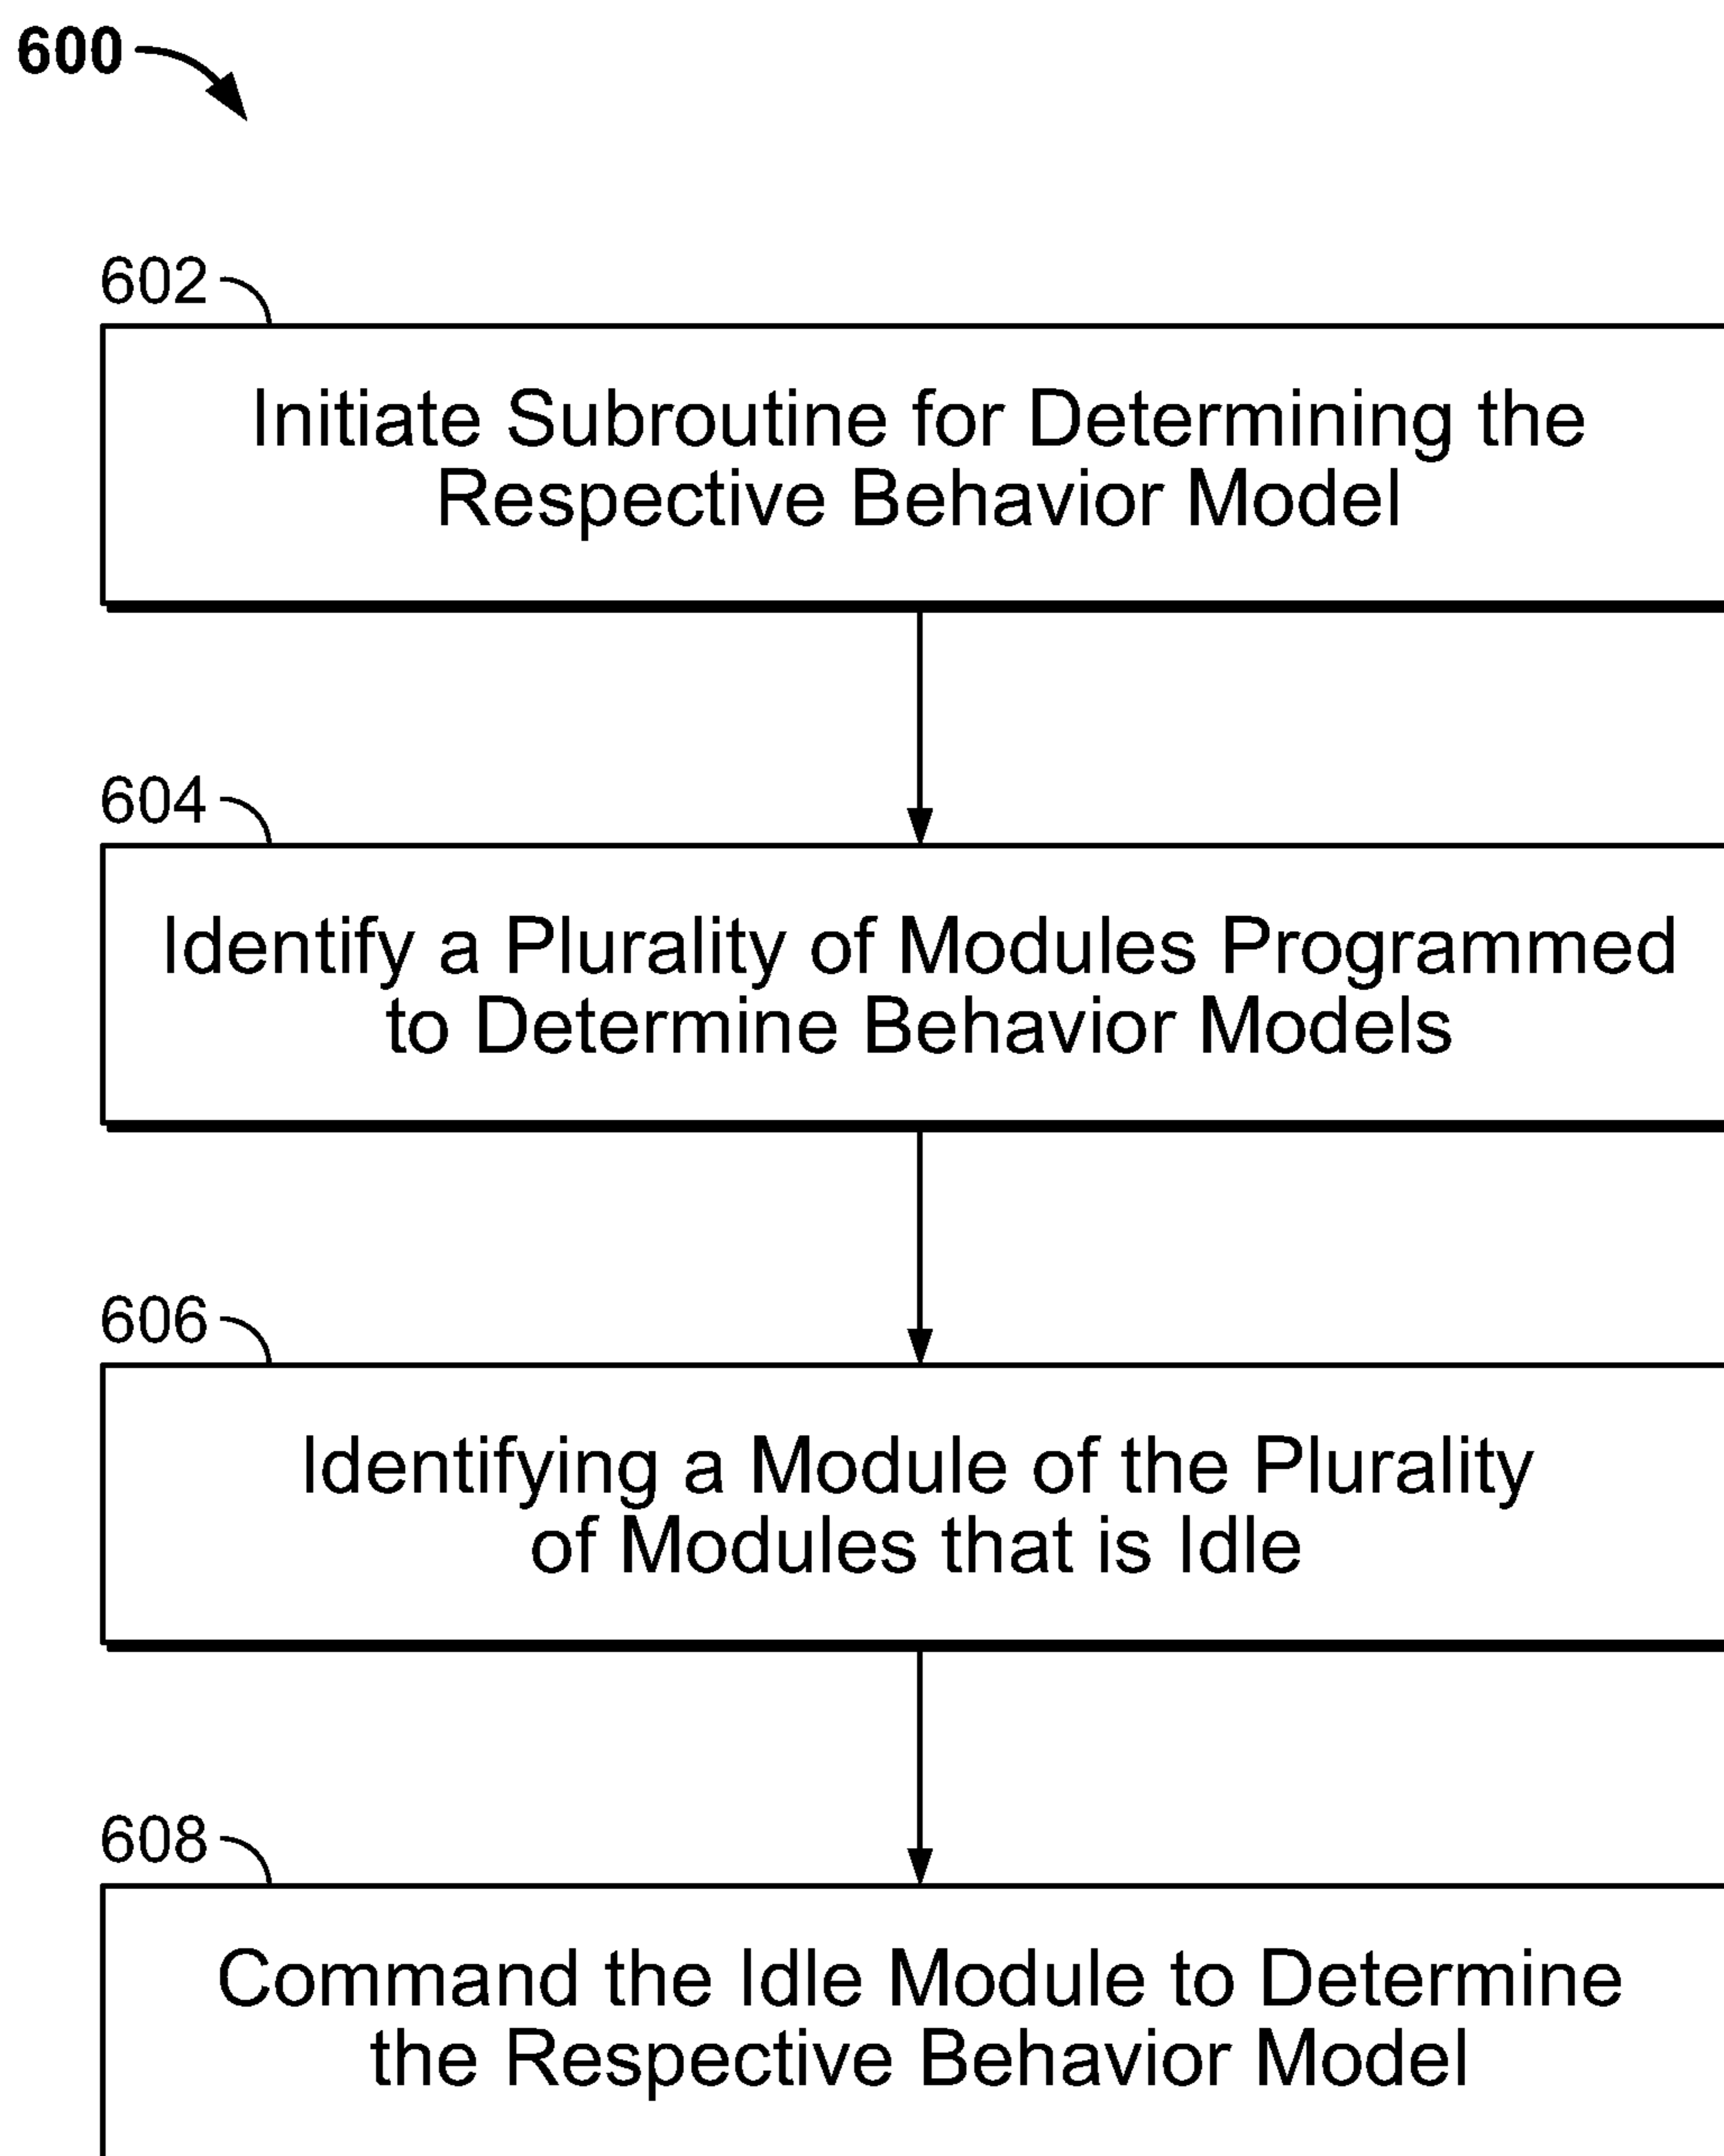 600
602
Initiate Subroutine for Determining the
Respective Behavior Model
604
Identify a Plurality of Modules Programmed
to Determine Behavior Models
606
Identifying a Module of the Plurality
of Modules that is Idle
608
Command the Idle Module to Determine
the Respective Behavior Model